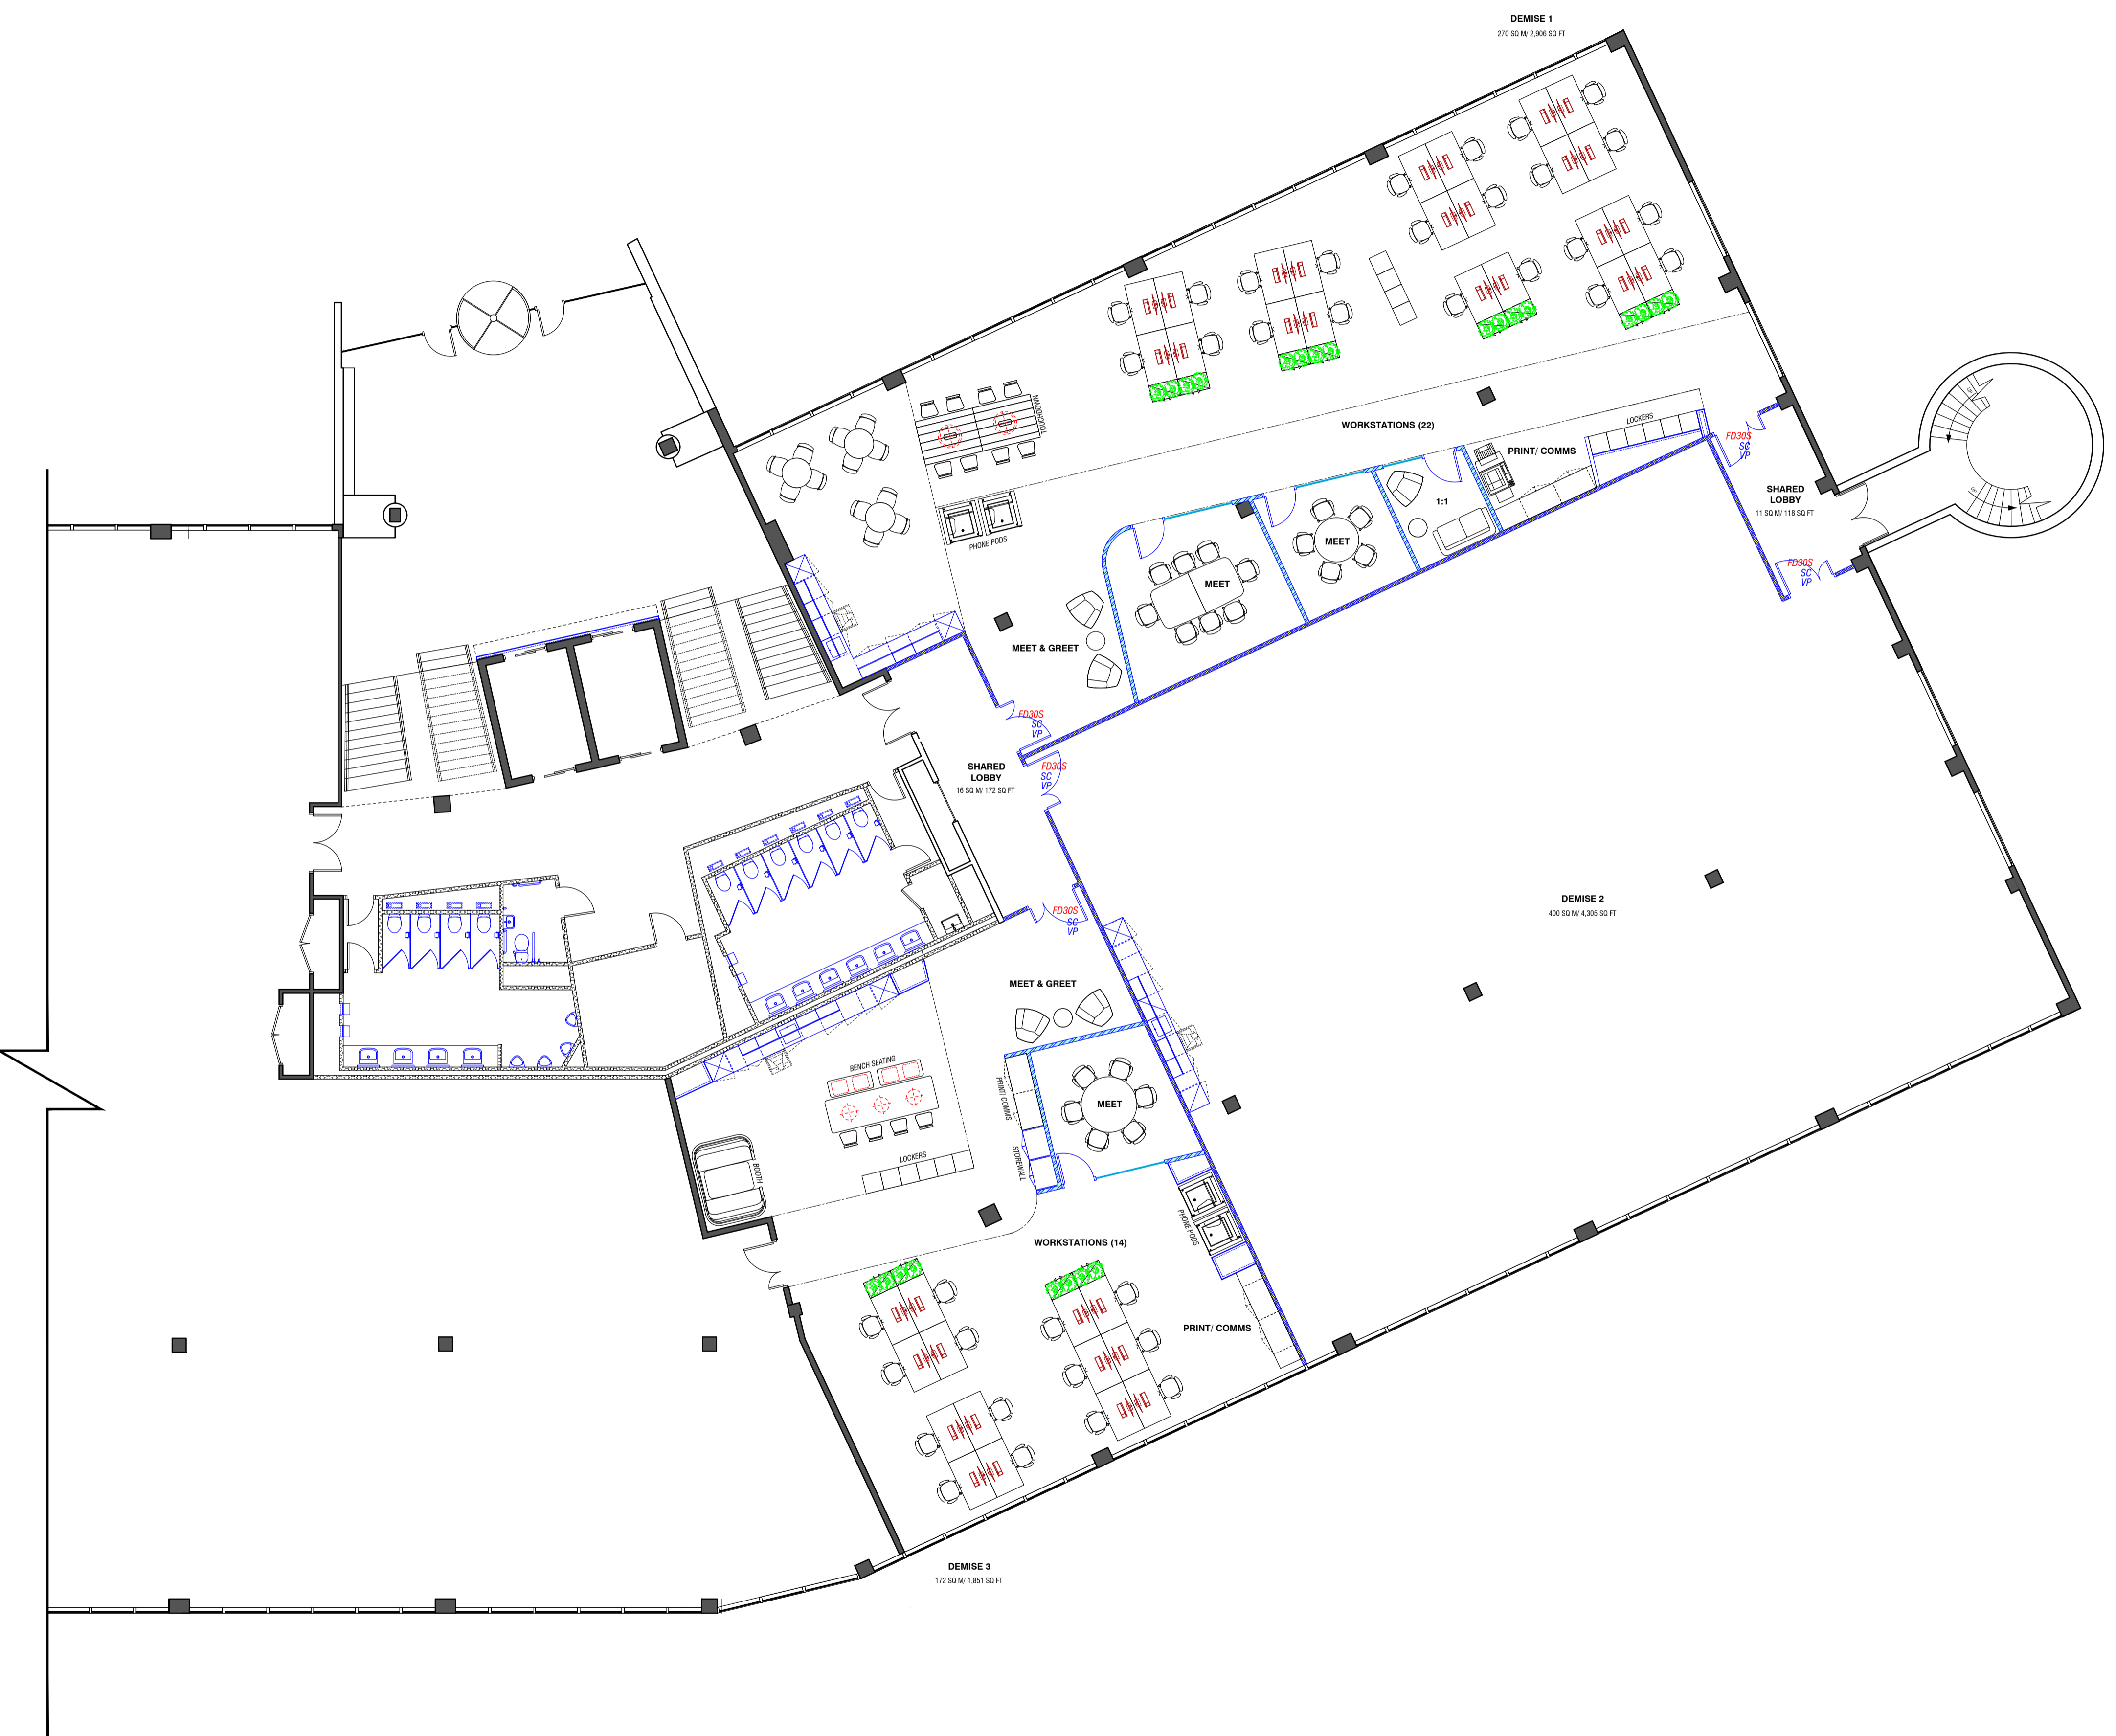 DEMISE 1
270 SQ M/ 2,906 SQ FT
TOUCHDOWN
WORKSTATIONS (22)
LOCKERS
PRINT/ COMMS
FD30S
SC
VP
1:1
SHARED
LOBBY
11 SQ M/ 118 SQ FT
PHONE PODS
MEET
MEET
FD30S
SC
VP
MEET & GREET
FD30S
SC
VP
SHARED
LOBBY
16 SQ M/ 172 SQ FT
FD30S
SC
VP
DEMISE 2
400 SQ M/ 4,305 SQ FT
FD30S
SC
VP
MEET & GREET
BENCH SEATING
PRINT/ COMMS
MEET
BOOTH
LOCKERS
STOREWALL
PHONE PODS
WORKSTATIONS (14)
PRINT/ COMMS
DEMISE 3
172 SQ M/ 1,851 SQ FT